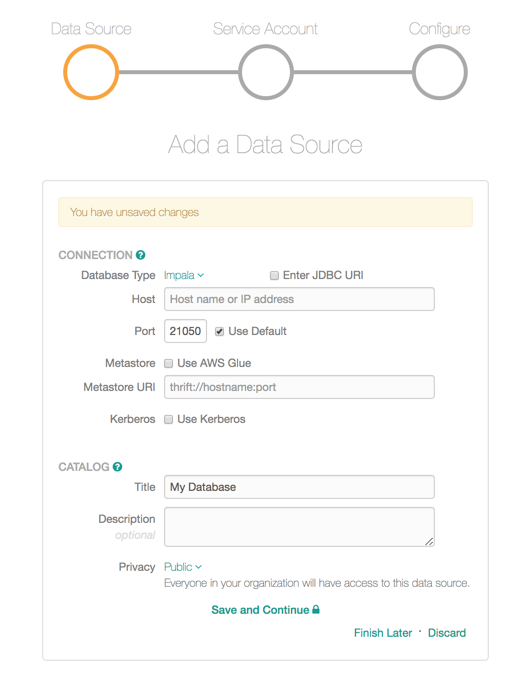 Data Source Service Account Configure
Add a Data Source
You have unsaved changes
CONNECTION ?
Database Type Impala Enter JDBC URI
Host Host name or IP address
Port 21050 Use Default
Metastore Use AWS Glue
Metastore URI thrift://hostname:port
Kerberos Use Kerberos
CATALOG ?
Title My Database
Description
optional
Privacy Public
Everyone in your organization will have access to this data source.
Save and Continue
Finish Later · Discard